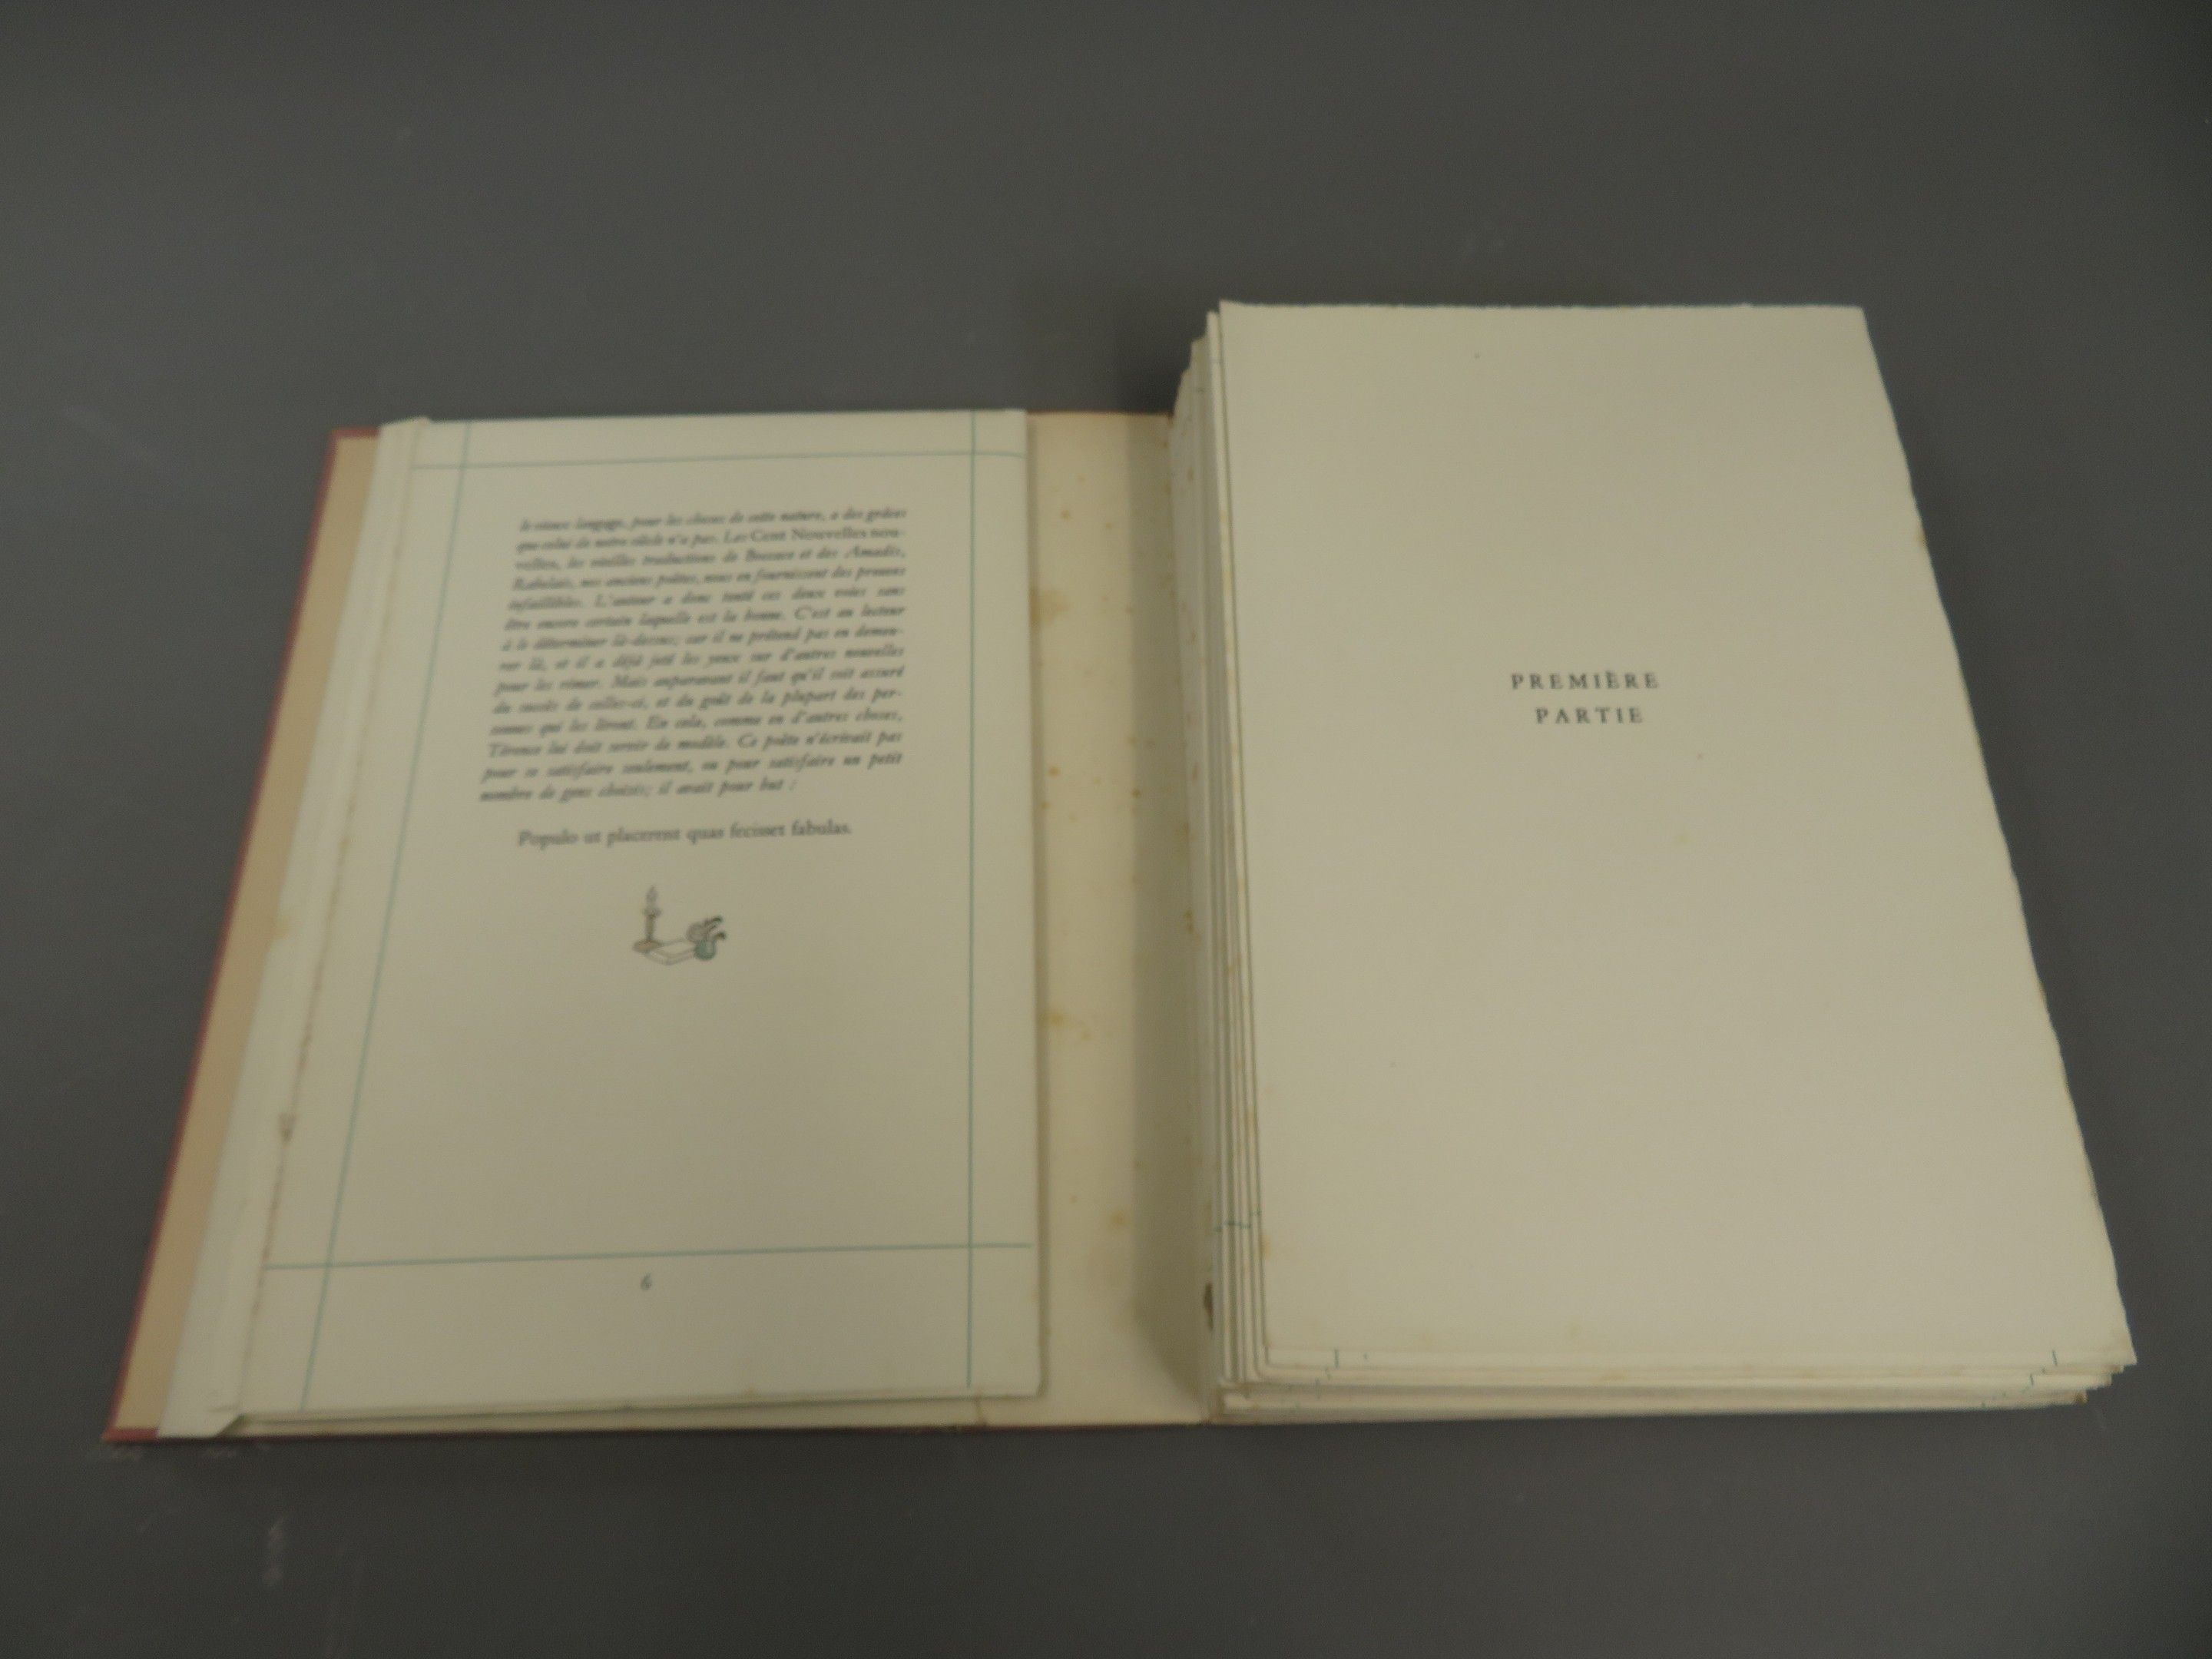 le vieux langage, pour les choses de cette nature, a des grâces
que celui de notre siècle n'a pas. Les Cent Nouvelles nou-
velles, les vieilles traductions de Boccace et des Amadis,
Rabelais, nos anciens poètes, nous en fournissent des preuves
infaillibles. L'auteur a donc tenté ces deux voies sans
être encore certain laquelle est la bonne. C'est au lecteur
à le déterminer là-dessus; car il ne prétend pas en demeu-
rer là, et il a déjà jeté les yeux sur d'autres nouvelles
pour les rimer. Mais auparavant il faut qu'il soit assuré
du succès de celles-ci, et du goût de la plupart des per-
sonnes qui les liront. En cela, comme en d'autres choses,
Térence lui doit servir de modèle. Ce poète n'écrivait pas
pour se satisfaire seulement, ou pour satisfaire un petit
nombre de gens choisis; il avait pour but :
Populo ut placerent quas fecisset fabulas.
6
PREMIÈRE
PARTIE